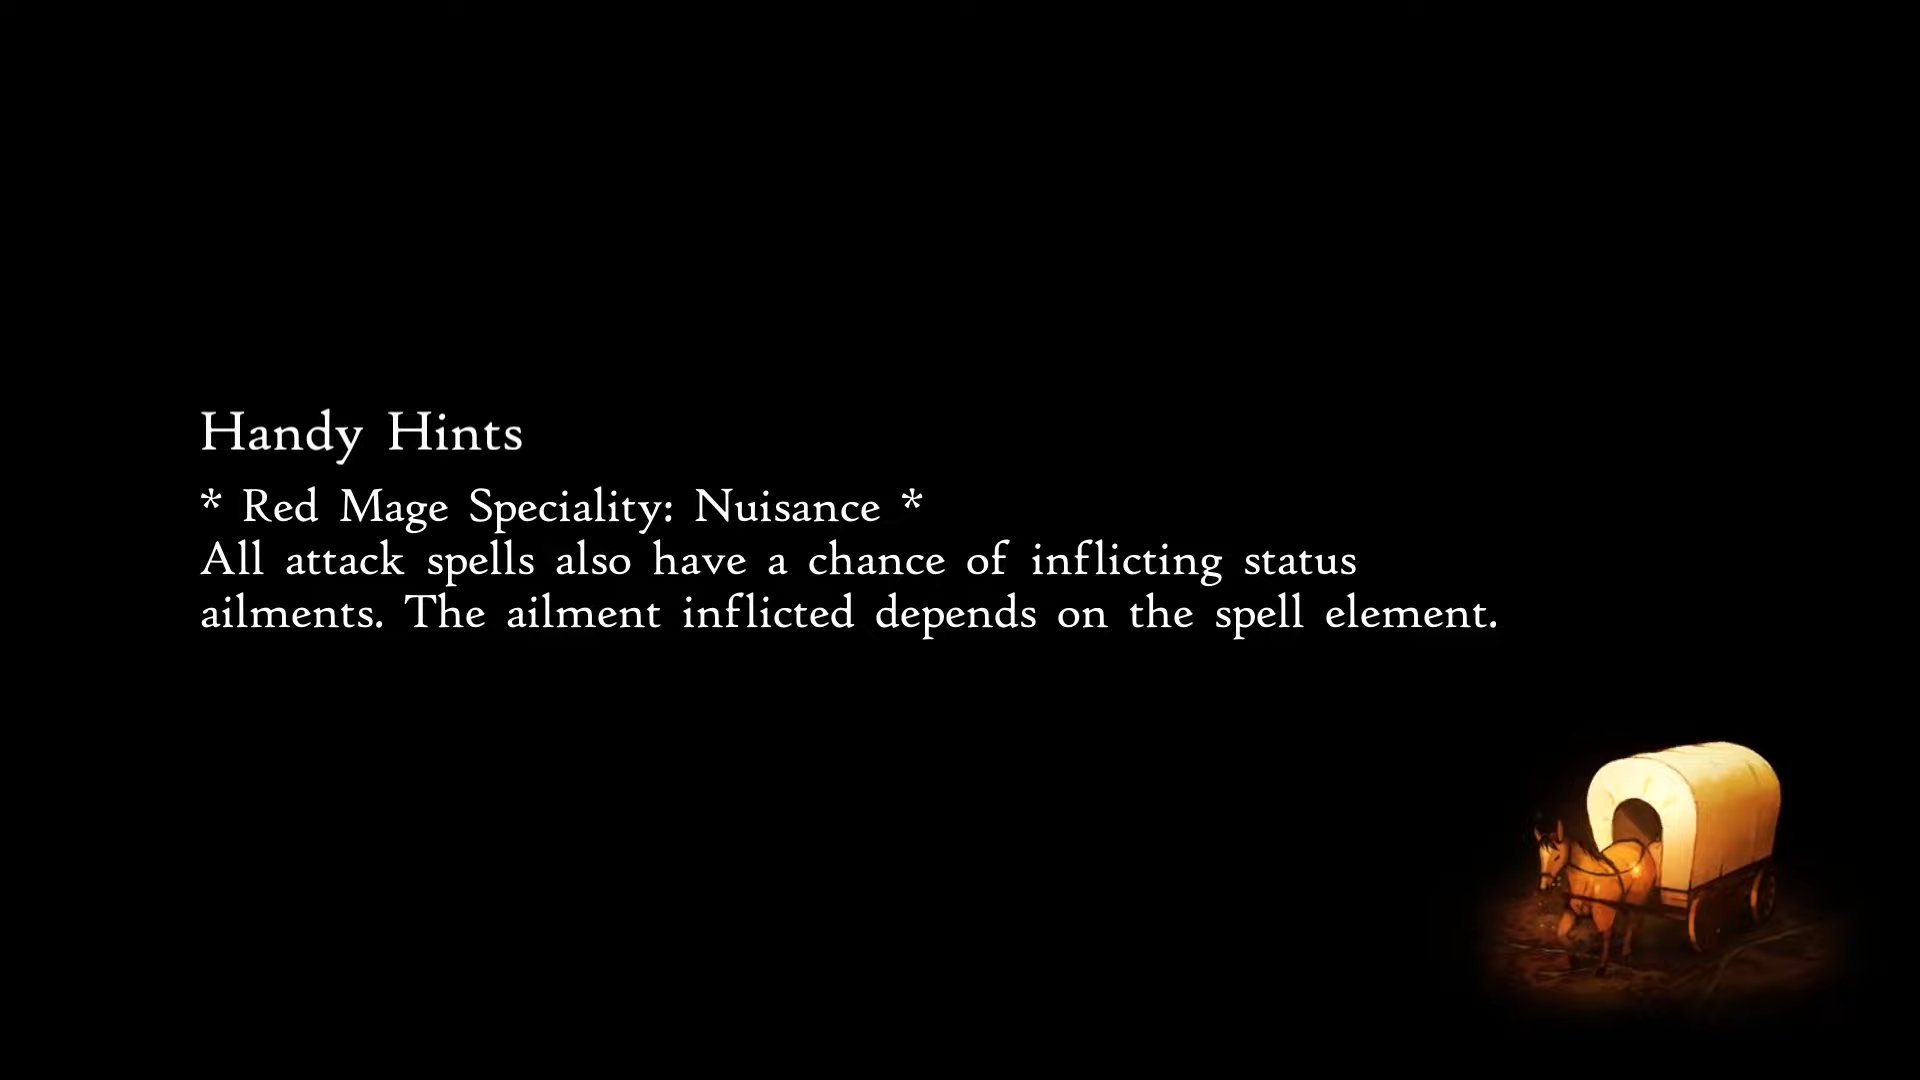 Handy Hints
* Red Mage Speciality: Nuisance *
All attack spells also have a chance of inflicting status
ailments. The ailment inflicted depends on the spell element.